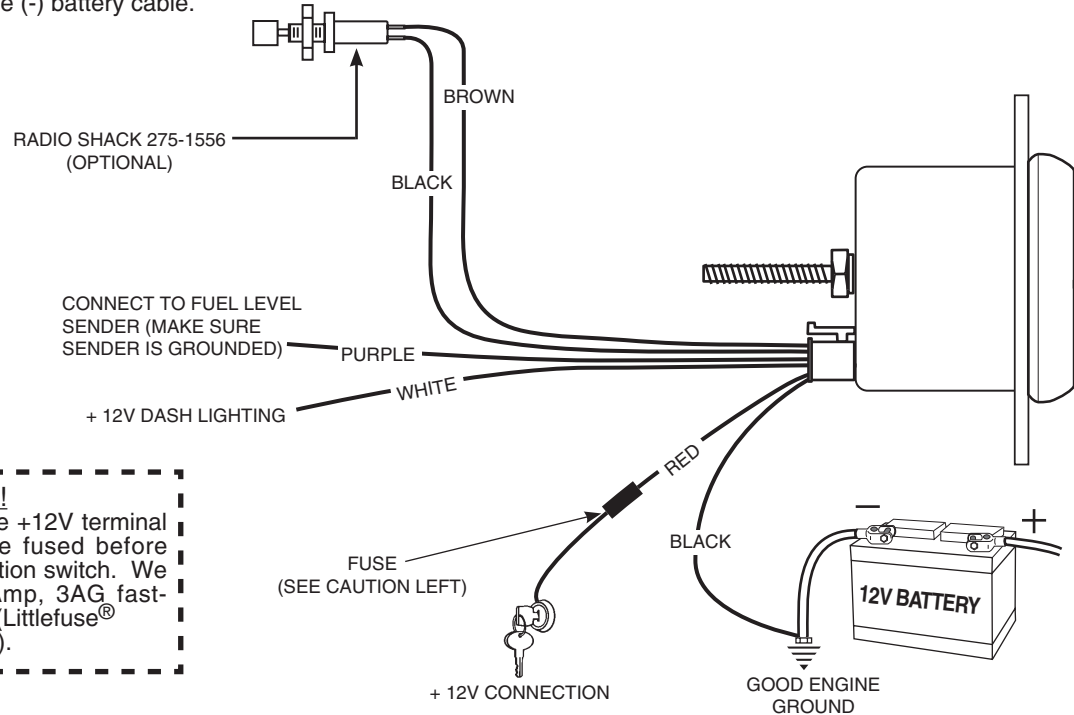 e (-) battery cable.
BROWN
RADIO SHACK 275-1556
(OPTIONAL)
BLACK
CONNECT TO FUEL LEVEL
SENDER (MAKE SURE
SENDER IS GROUNDED)
PURPLE
WHITE
+ 12V DASH LIGHTING
RED
!
e +12V terminal
e fused before
tion switch. We
Amp, 3AG fast-
(Littlefuse®
).
FUSE
(SEE CAUTION LEFT)
BLACK
− +
12V BATTERY
+ 12V CONNECTION
GOOD ENGINE
GROUND